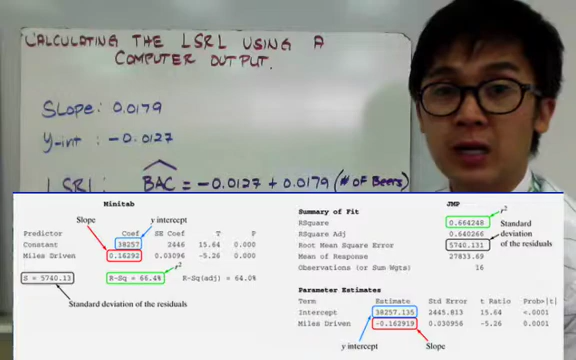 CALCULATING THE LSRL USING A
COMPUTER OUTPUT.
SLOPE: 0.0179
Y-int : -0.0127
LSRL: BAC = -0.0127 + 0.0179 (# OF Beers)
Minitab
Slope
y intercept
Predictor Coef SE Coef T P
Constant 38257 2446 15.64 0.000
Miles Driven 0.16292 0.03096 -5.26 0.000
r²
S = 5740.13 R-Sq = 66.4% R-Sq(adj) = 64.0%
Standard deviation of the residuals
JMP
Summary of Fit
r²
RSquare 0.664248
RSquare Adj 0.640266
Root Mean Square Error 5740.131
Mean of Response 27833.69
Observations (or Sum Wgts) 16
Standard
deviation
of the residuals
Parameter Estimates
Term Estimate Std Error t Ratio Prob>|t|
Intercept 38257.135 2445.813 15.64 <.0001
Miles Driven -0.162919 0.030956 -5.26 0.0001
y intercept
Slope